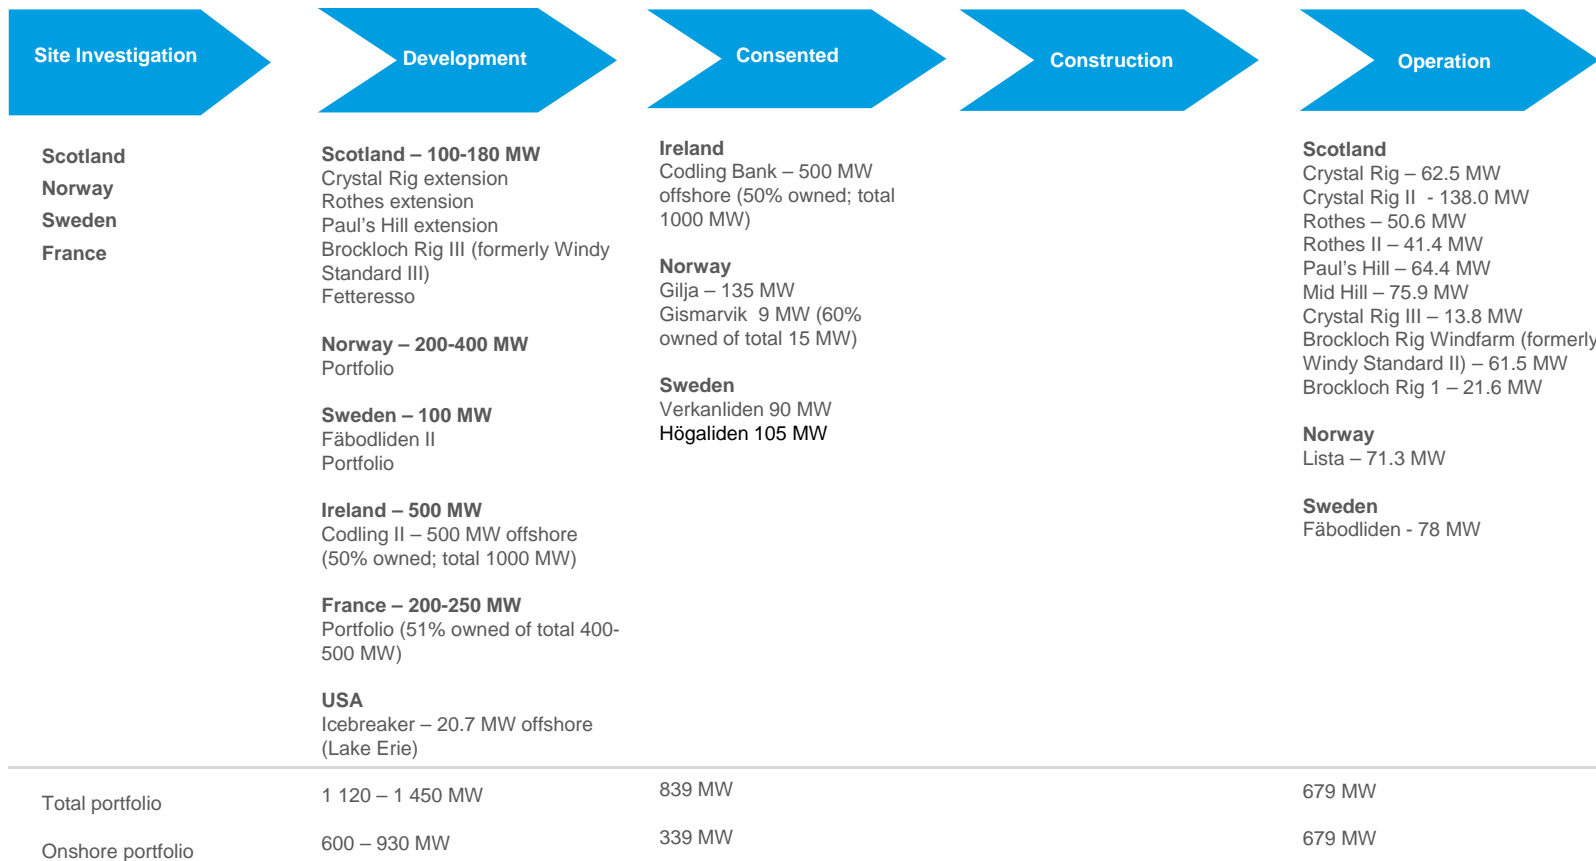 Site Investigation
Development
Consented
Construction
Operation
Scotland
Norway
Sweden
France
Scotland – 100-180 MW
Crystal Rig extension
Rothes extension
Paul's Hill extension
Brockloch Rig III (formerly Windy
Standard III)
Fetteresso
Norway – 200-400 MW
Portfolio
Sweden – 100 MW
Fäbodliden II
Portfolio
Ireland – 500 MW
Codling II – 500 MW offshore
(50% owned; total 1000 MW)
France – 200-250 MW
Portfolio (51% owned of total 400-
500 MW)
USA
Icebreaker – 20.7 MW offshore
(Lake Erie)
Ireland
Codling Bank – 500 MW
offshore (50% owned; total
1000 MW)
Norway
Gilja – 135 MW
Gismarvik 9 MW (60%
owned of total 15 MW)
Sweden
Verkanliden 90 MW
Högaliden 105 MW
Scotland
Crystal Rig – 62.5 MW
Crystal Rig II - 138.0 MW
Rothes – 50.6 MW
Rothes II – 41.4 MW
Paul's Hill – 64.4 MW
Mid Hill – 75.9 MW
Crystal Rig III – 13.8 MW
Brockloch Rig Windfarm (formerly
Windy Standard II) – 61.5 MW
Brockloch Rig 1 – 21.6 MW
Norway
Lista – 71.3 MW
Sweden
Fäbodliden - 78 MW
Total portfolio
1 120 – 1 450 MW
839 MW
679 MW
Onshore portfolio
600 – 930 MW
339 MW
679 MW